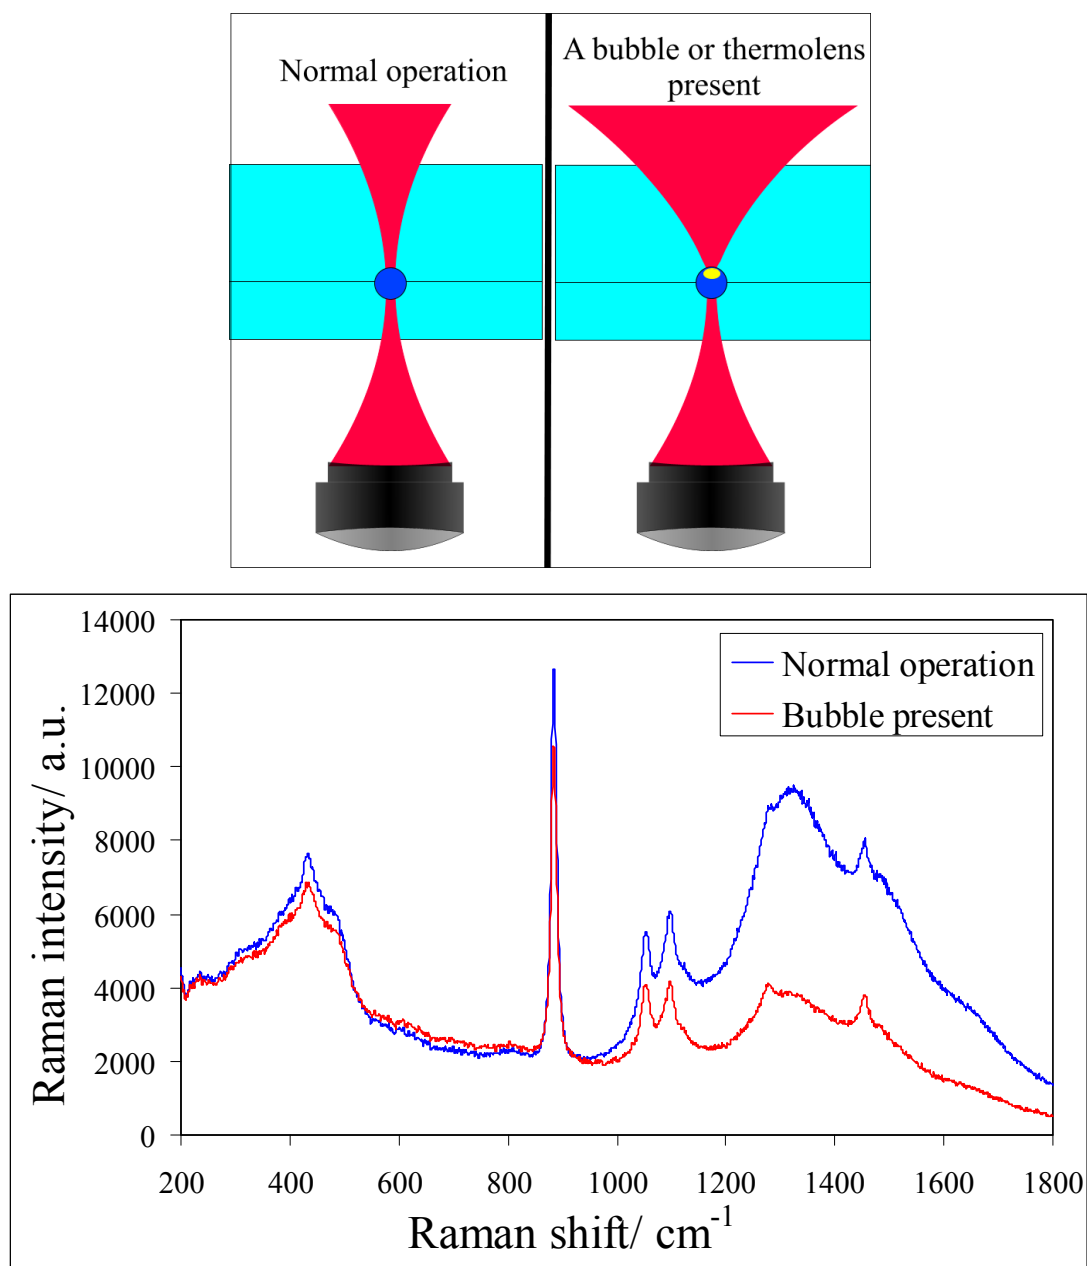 Normal operation
A bubble or thermolens
present
14000
12000
10000
8000
6000
4000
2000
0
Raman intensity/ a.u.
Normal operation
Bubble present
200 400 600 800 1000 1200 1400 1600 1800
Raman shift/ cm⁻¹